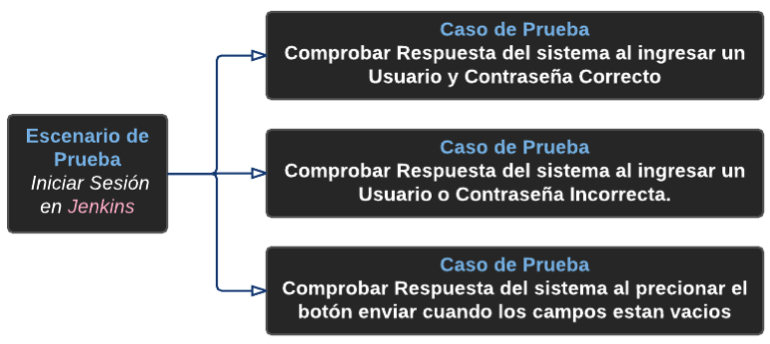 Escenario de
Prueba
Iniciar Sesión
en Jenkins
Caso de Prueba
Comprobar Respuesta del sistema al ingresar un
Usuario y Contraseña Correcto
Caso de Prueba
Comprobar Respuesta del sistema al ingresar un
Usuario o Contraseña Incorrecta.
Caso de Prueba
Comprobar Respuesta del sistema al precionar el
botón enviar cuando los campos estan vacios